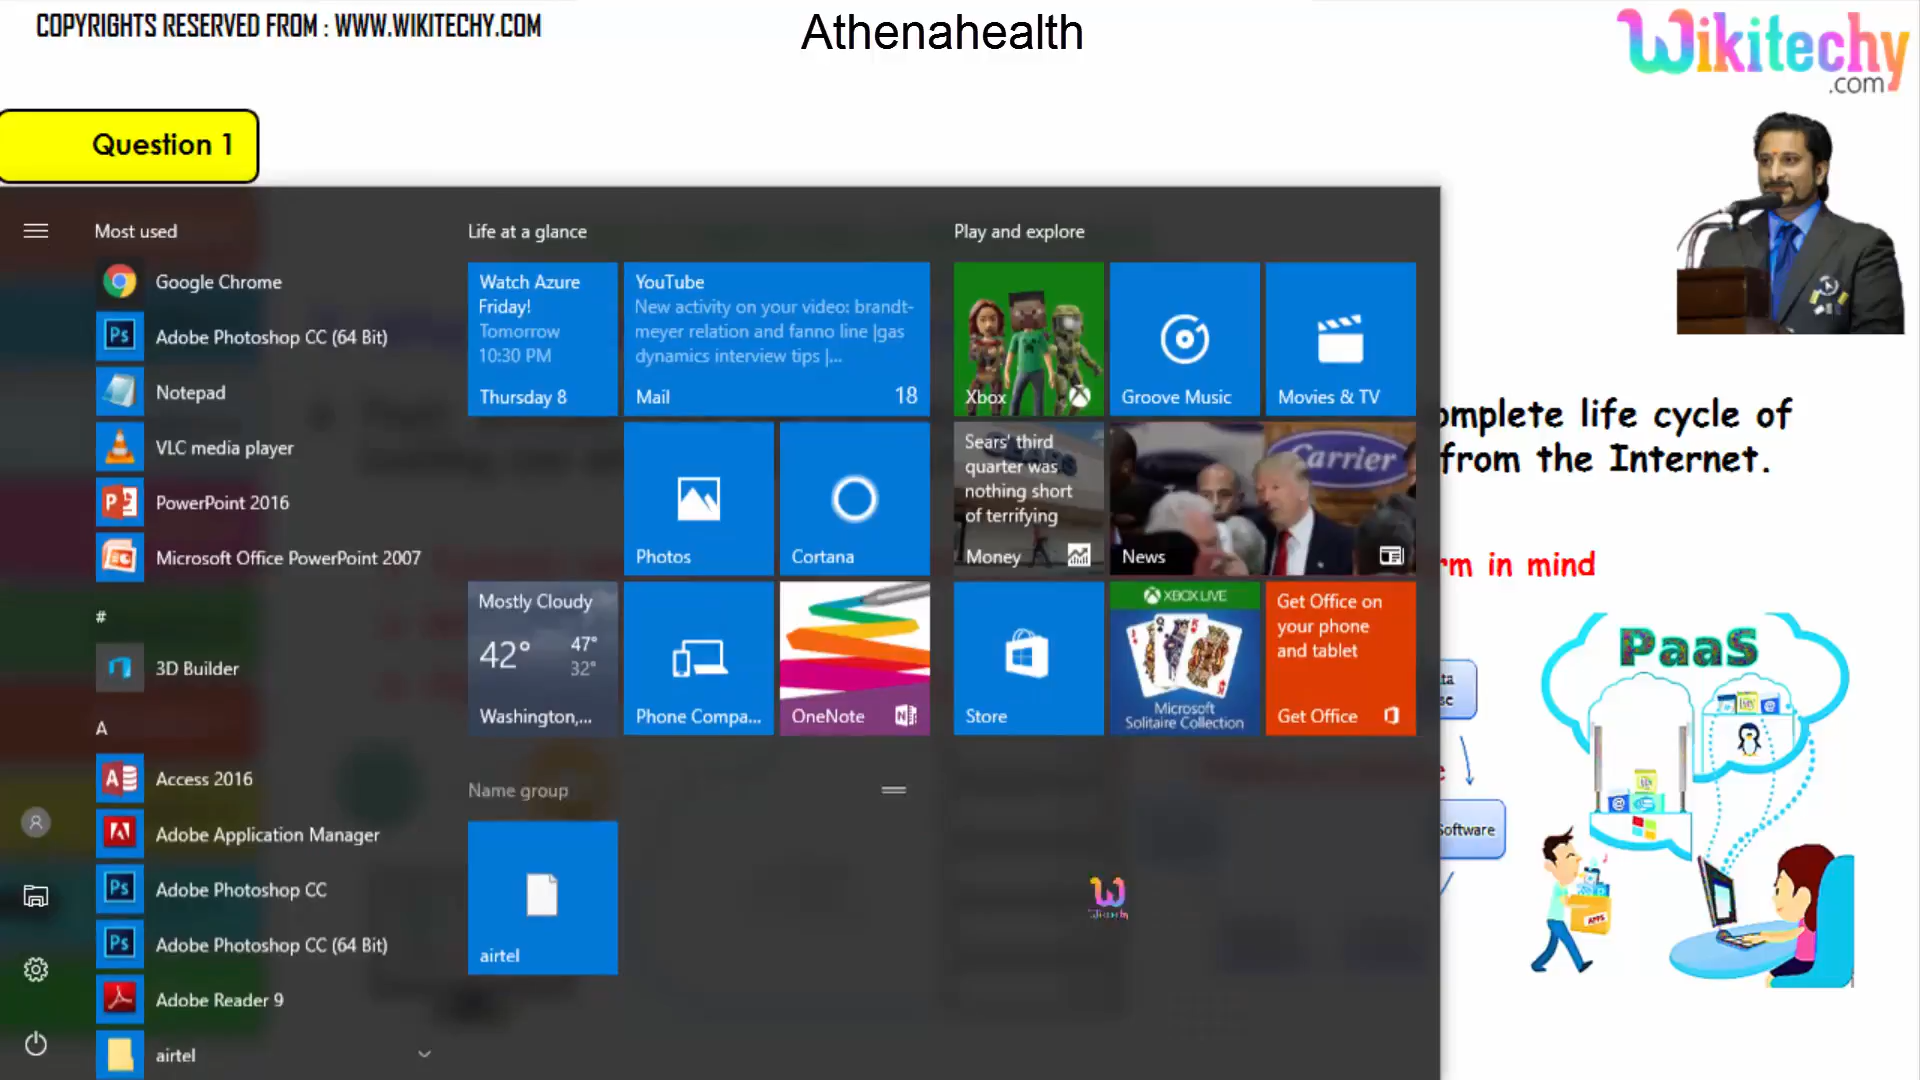 COPYRIGHTS RESERVED FROM : WWW.WIKITECHY.COM
Athenahealth
Wikitechy
.com
Question 1
Most used
Google Chrome
Adobe Photoshop CC (64 Bit)
Notepad
VLC media player
PowerPoint 2016
Microsoft Office PowerPoint 2007
#
3D Builder
A
Access 2016
Adobe Application Manager
Adobe Photoshop CC
Adobe Photoshop CC (64 Bit)
Adobe Reader 9
airtel
Life at a glance
Watch Azure
Friday!
Tomorrow
10:30 PM
Thursday 8
YouTube
New activity on your video: brandt-
meyer relation and fanno line |gas
dynamics interview tips |...
Mail 18
Photos
Cortana
Mostly Cloudy
42° 47°
32°
Washington,...
Phone Compa...
OneNote
Name group
airtel
Play and explore
Xbox
Groove Music
Movies & TV
Sears' third
quarter was
nothing short
of terrifying
Money
Carrier
News
Store
XBOX LIVE
Microsoft
Solitaire Collection
Get Office on
your phone
and tablet
Get Office
omplete life cycle of
from the Internet.
rm in mind
PaaS
Software
APPS